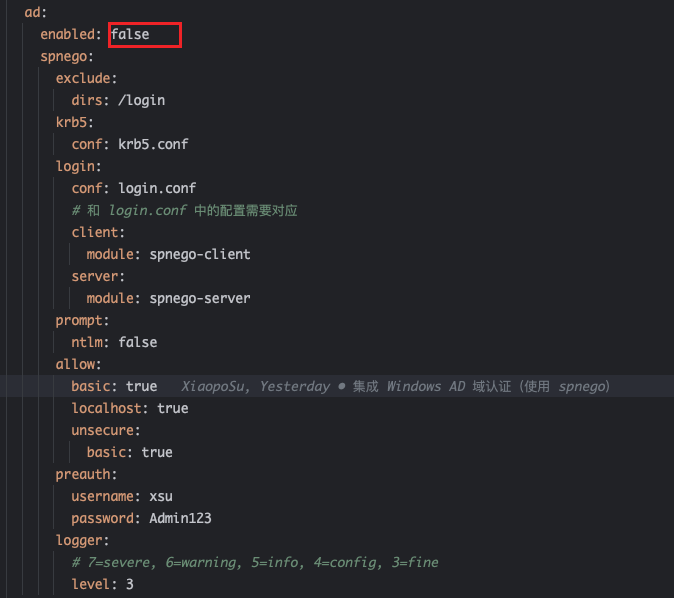 ad:
enabled: false
spnego:
exclude:
dirs: /login
krb5:
conf: krb5.conf
login:
conf: login.conf
# 和 login.conf 中的配置需要对应
client:
module: spnego-client
server:
module: spnego-server
prompt:
ntlm: false
allow:
basic: true XiaopoSu, Yesterday • 集成 Windows AD 域认证（使用 spnego）
localhost: true
unsecure:
basic: true
preauth:
username: xsu
password: Admin123
logger:
# 7=severe, 6=warning, 5=info, 4=config, 3=fine
level: 3